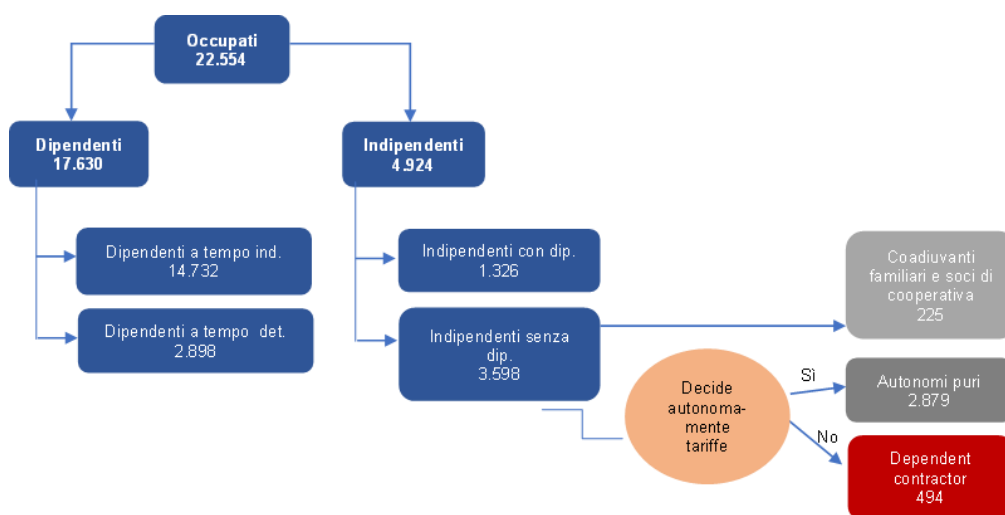 Occupati
22.554
Dipendenti
17.630
Indipendenti
4.924
Dipendenti a tempo ind.
14.732
Dipendenti a tempo det.
2.898
Indipendenti con dip.
1.326
Indipendenti senza
dip.
3.598
Coadiuvanti
familiari e soci di
cooperativa
225
Decide
autonoma-
mente
tariffe
Sì
Autonomi puri
2.879
No
Dependent
contractor
494